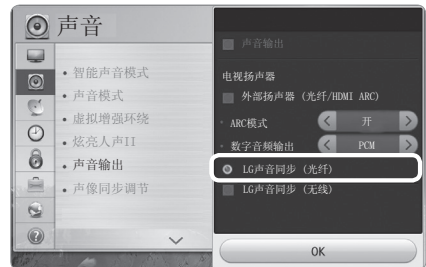 声音
智能声音模式
声音模式
虚拟增强环绕
炫亮人声II
声音输出
声像同步调节
声音输出
电视扬声器
外部扬声器 (光纤/HDMI ARC)
ARC模式 开
数字音频输出 PCM
LG声音同步 (光纤)
LG声音同步 (无线)
OK